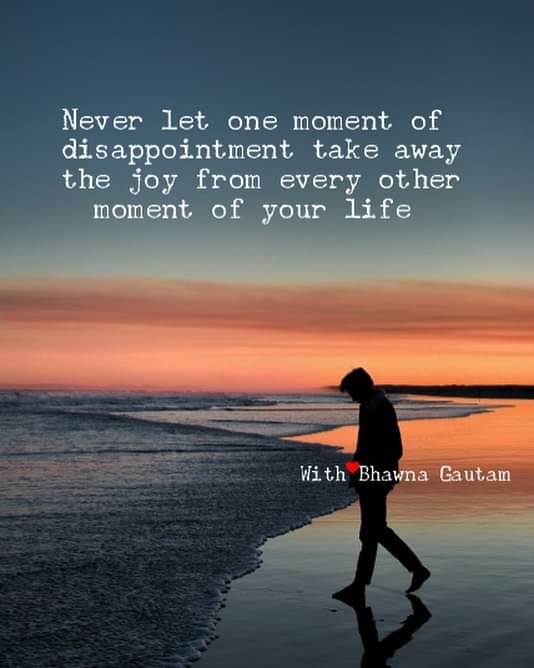 Never let one moment of
disappointment take away
the joy from every other
moment of your life
With❤Bhawna Gautam